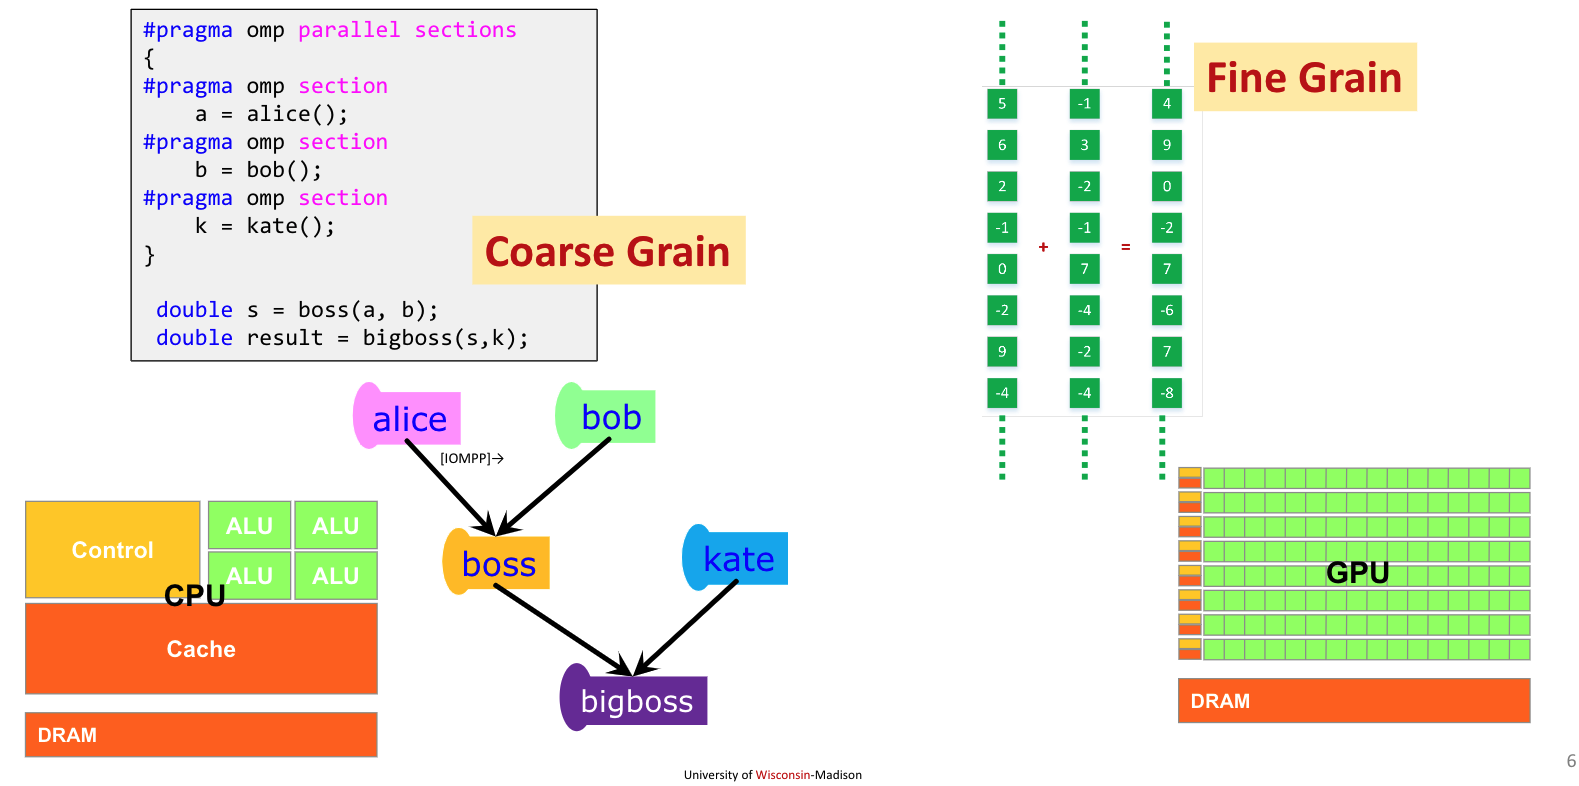 #pragma omp parallel sections
{
#pragma omp section
    a = alice();
#pragma omp section
    b = bob();
#pragma omp section
    k = kate();
}
 double s = boss(a, b);
 double result = bigboss(s,k);
Coarse Grain
alice
bob
[IOMPP]→
boss
kate
bigboss
Control
ALU ALU
ALU ALU
CPU
Cache
DRAM
Fine Grain
5 -1 4
6 3 9
2 -2 0
-1 -1 -2
+ =
0 7 7
-2 -4 -6
9 -2 7
-4 -4 -8
GPU
DRAM
University of Wisconsin-Madison
6